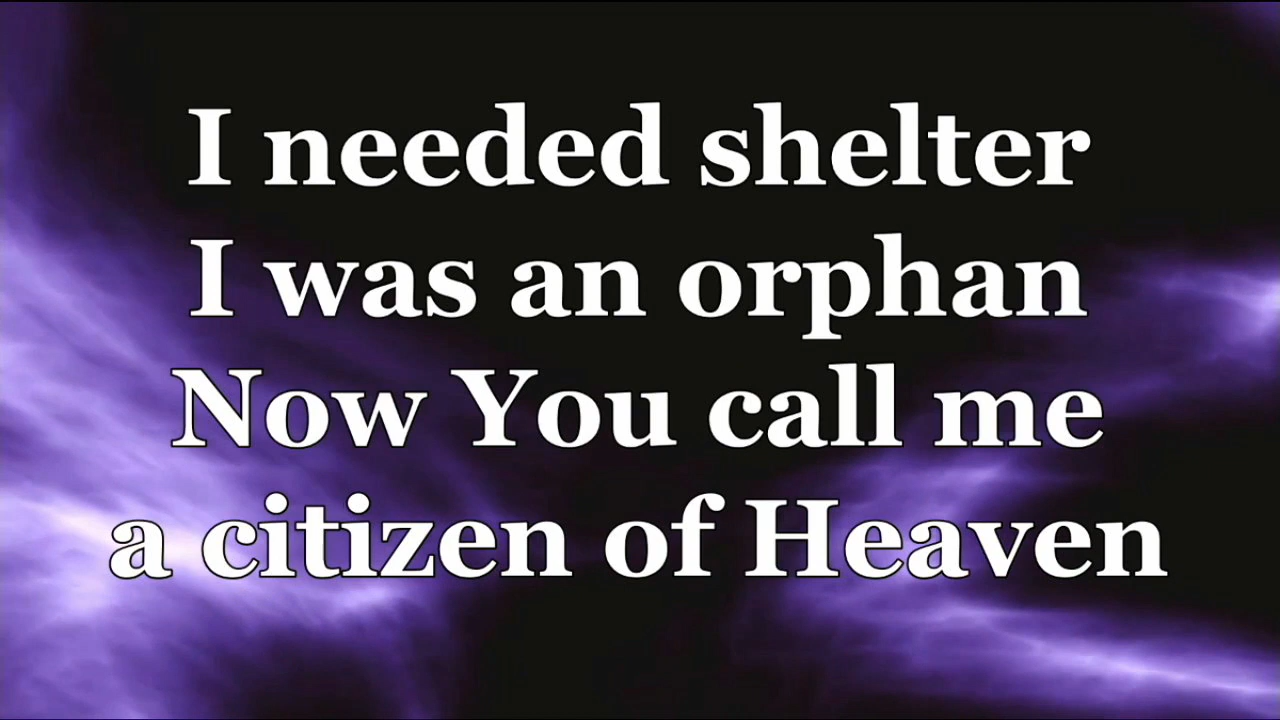 I needed shelter
I was an orphan
Now You call me
a citizen of Heaven